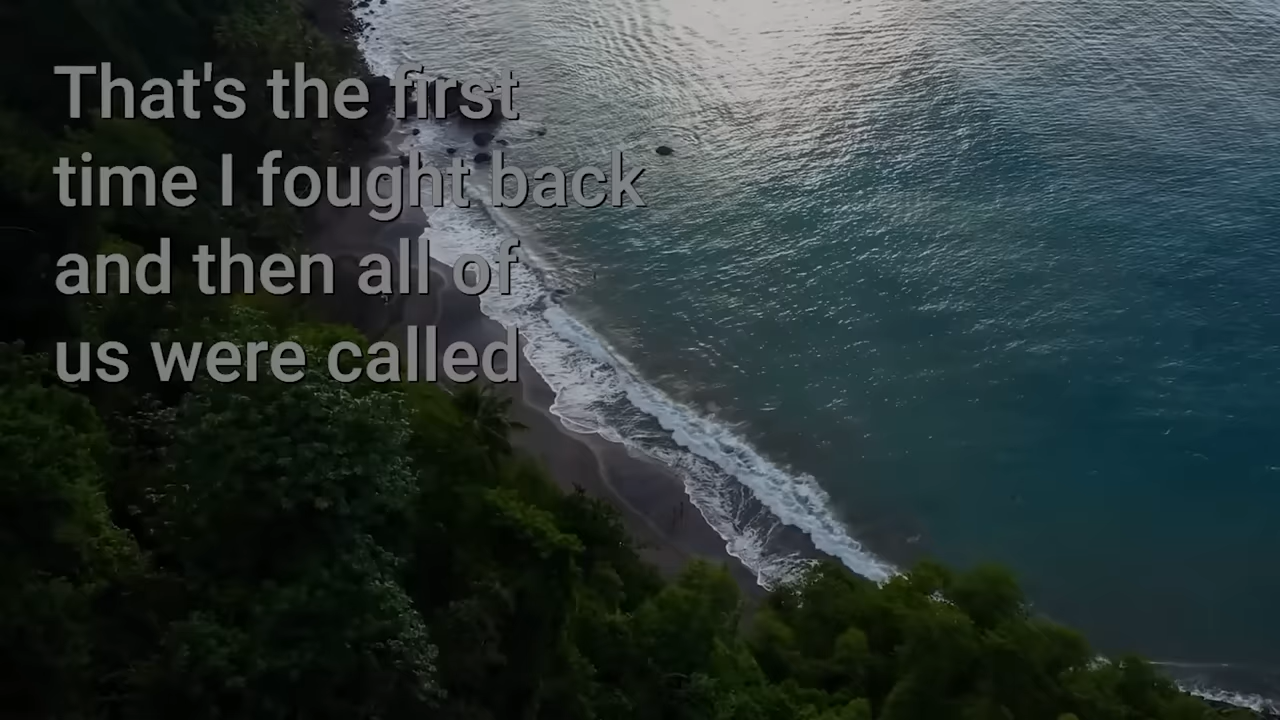 That's the first
time I fought back
and then all of
us were called